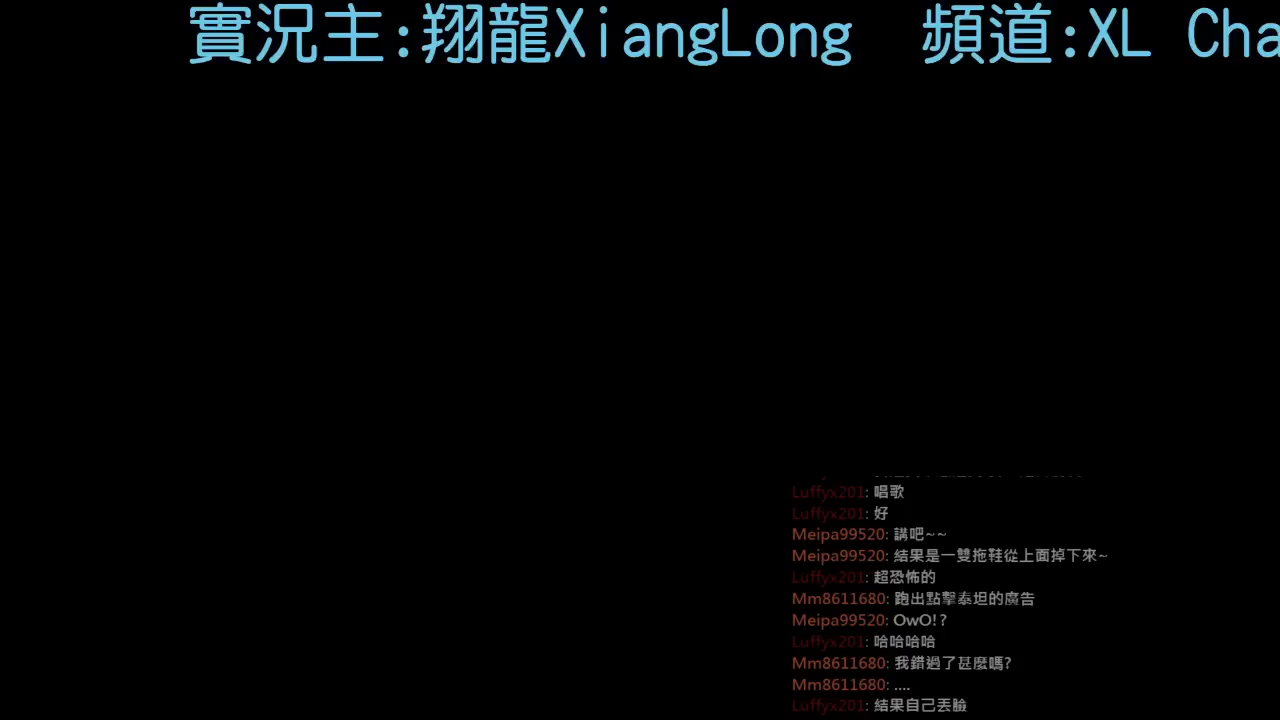 實況主:翔龍XiangLong 頻道:XL Cha
Luffyx201: 唱歌
Luffyx201: 好
Meipa99520: 講吧~~
Meipa99520: 結果是一雙拖鞋從上面掉下來~
Luffyx201: 超恐怖的
Mm8611680: 跑出點擊泰坦的廣告
Meipa99520: OwO!?
Luffyx201: 哈哈哈哈
Mm8611680: 我錯過了甚麼嗎?
Mm8611680: ....
Luffyx201: 結果自己丟臉